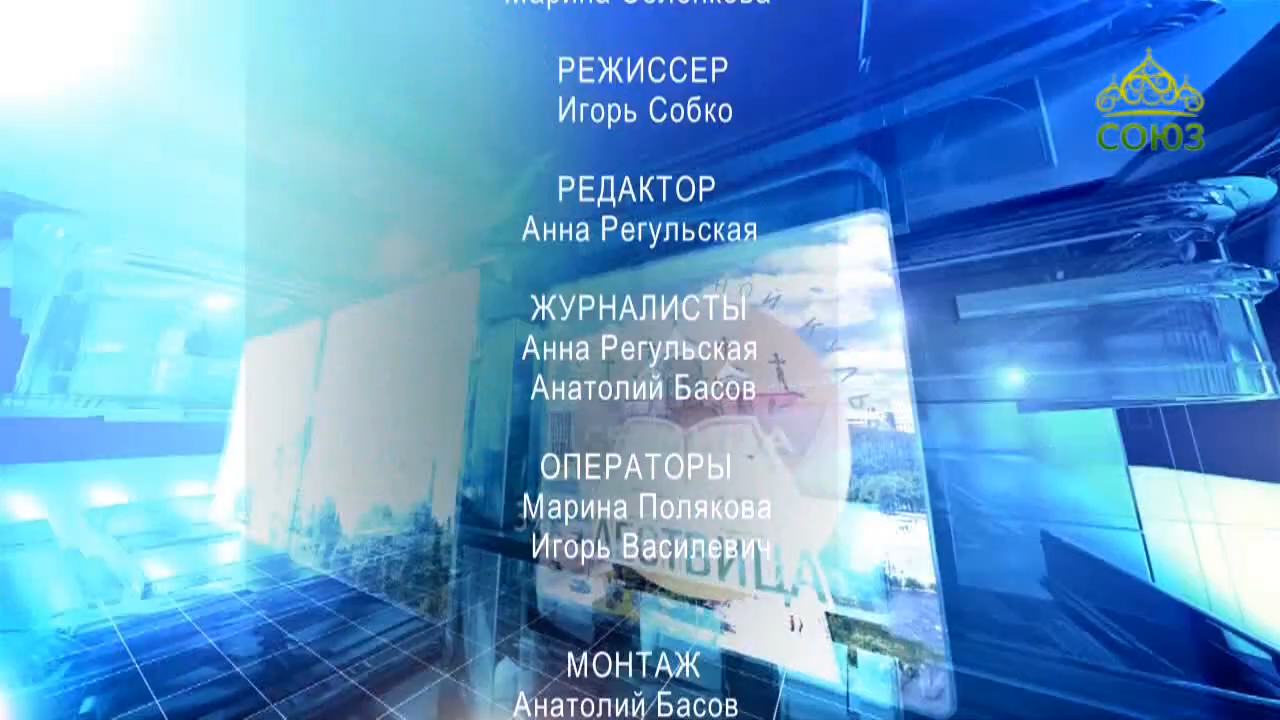 РЕЖИССЕР
Игорь Собко
СОЮЗ
РЕДАКТОР
Анна Регульская
ЖУРНАЛИСТЫ
Анна Регульская
Анатолий Басов
ОПЕРАТОРЫ
Марина Полякова
Игорь Василевич
МОНТАЖ
Анатолий Басов